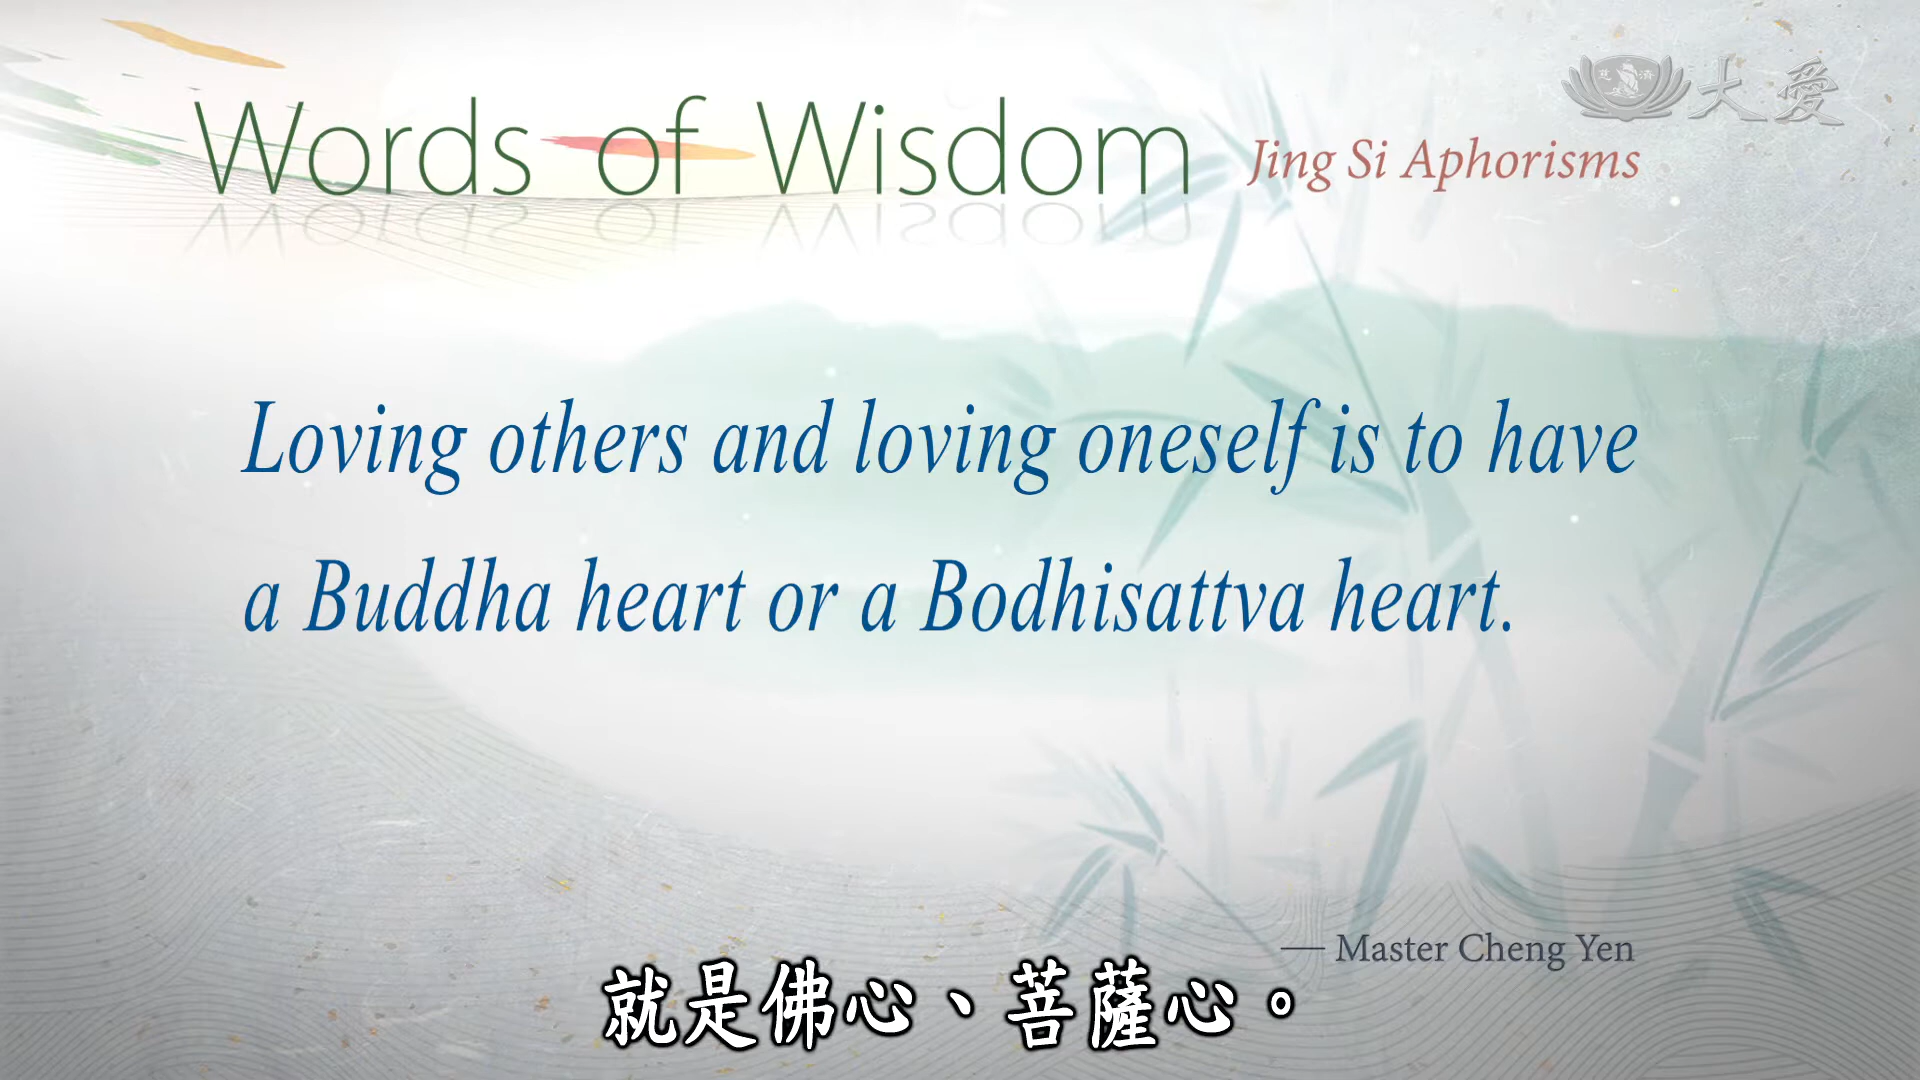 大愛
Words of Wisdom
Jing Si Aphorisms
Loving others and loving oneself is to have
a Buddha heart or a Bodhisattva heart.
— Master Cheng Yen
就是佛心、菩薩心。